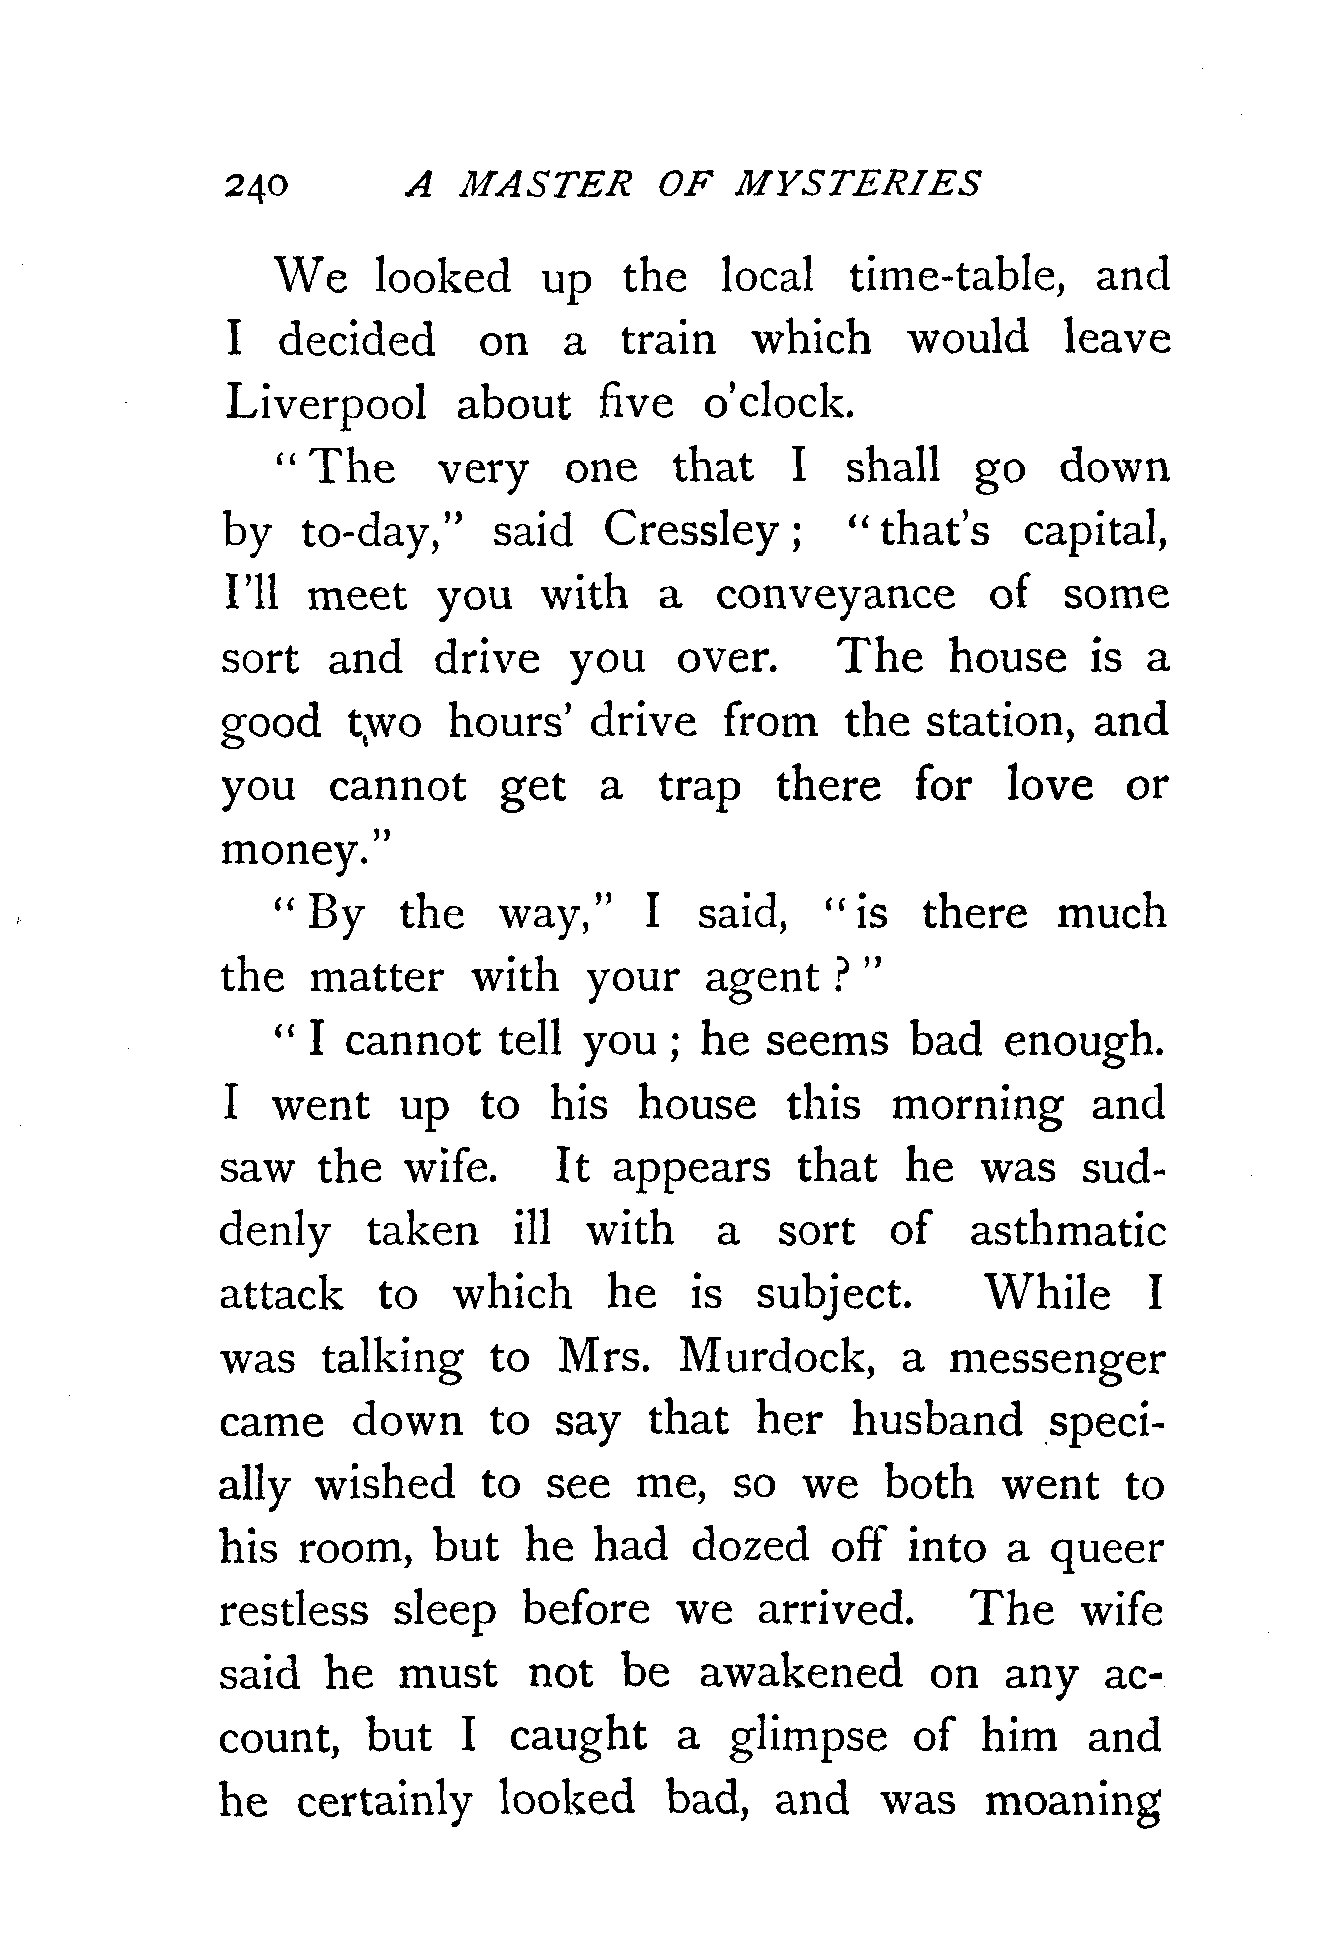 240 A MASTER OF MYSTERIES
We looked up the local time-table, and
I decided on a train which would leave
Liverpool about five o'clock.
"The very one that I shall go down
by to-day," said Cressley; "that's capital,
I'll meet you with a conveyance of some
sort and drive you over. The house is a
good two hours' drive from the station, and
you cannot get a trap there for love or
money."
"By the way," I said, "is there much
the matter with your agent?"
"I cannot tell you; he seems bad enough.
I went up to his house this morning and
saw the wife. It appears that he was sud-
denly taken ill with a sort of asthmatic
attack to which he is subject. While I
was talking to Mrs. Murdock, a messenger
came down to say that her husband speci-
ally wished to see me, so we both went to
his room, but he had dozed off into a queer
restless sleep before we arrived. The wife
said he must not be awakened on any ac-
count, but I caught a glimpse of him and
he certainly looked bad, and was moaning